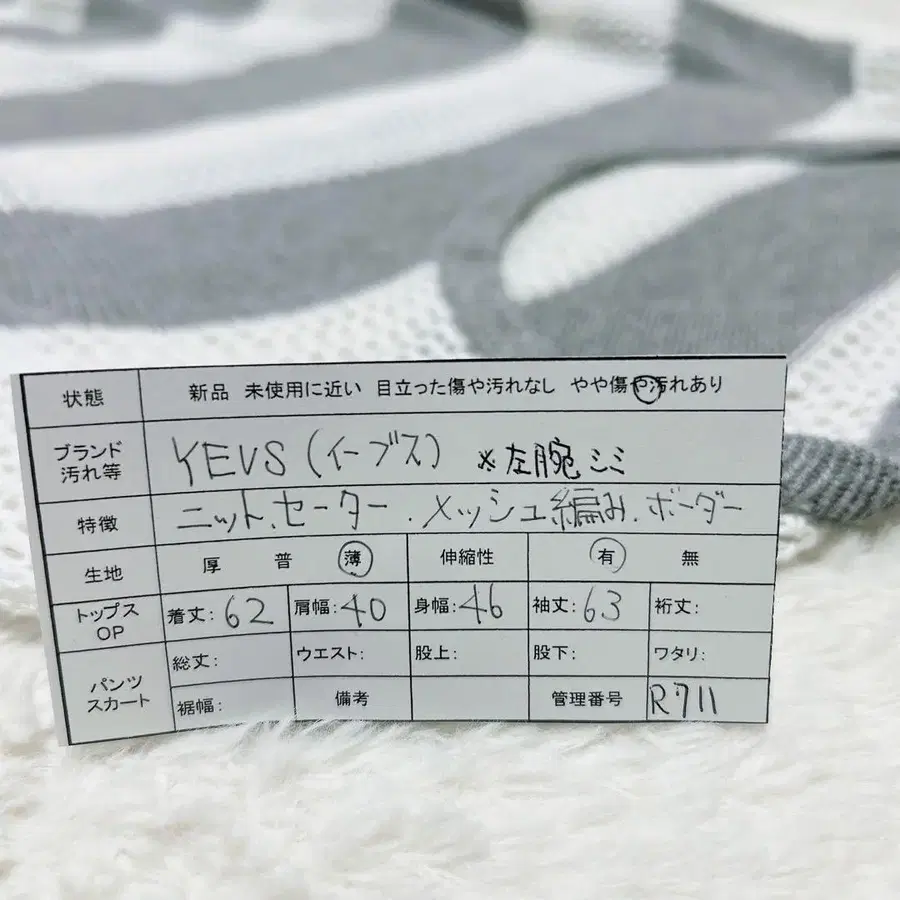 状態 新品 未使用に近い 目立った傷や汚れなし やや傷や汚れあり
ブランド 汚れ等 YEVS (イーブス) ※左腕シミ
特徴 ニット.セーター.メッシュ編み.ボーダー
生地 厚 普 薄 伸縮性 有 無
トップス OP 着丈:62 肩幅:40 身幅:46 袖丈:63 裄丈:
パンツ スカート 総丈: ウエスト: 股上: 股下: ワタリ:
裾幅: 備考 管理番号 R711